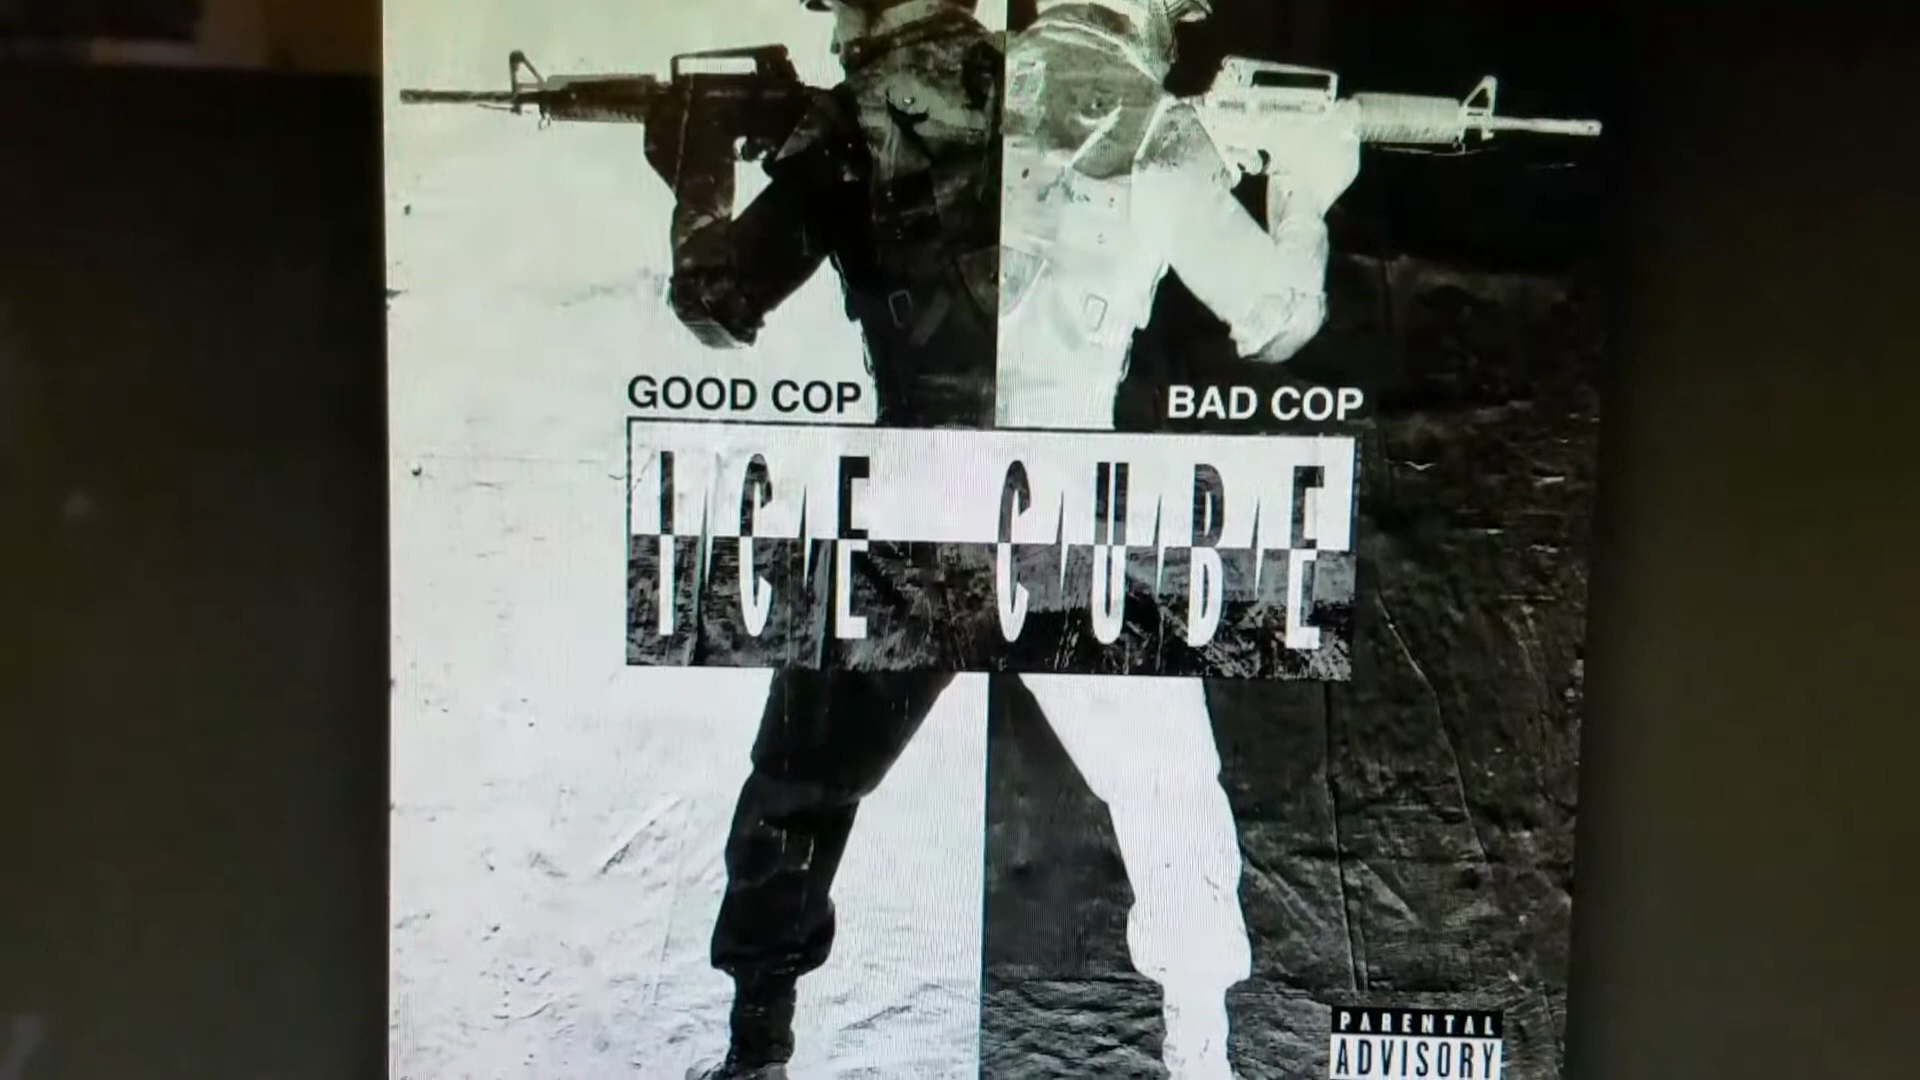 GOOD COP
BAD COP
ICE CUBE
PARENTAL
ADVISORY